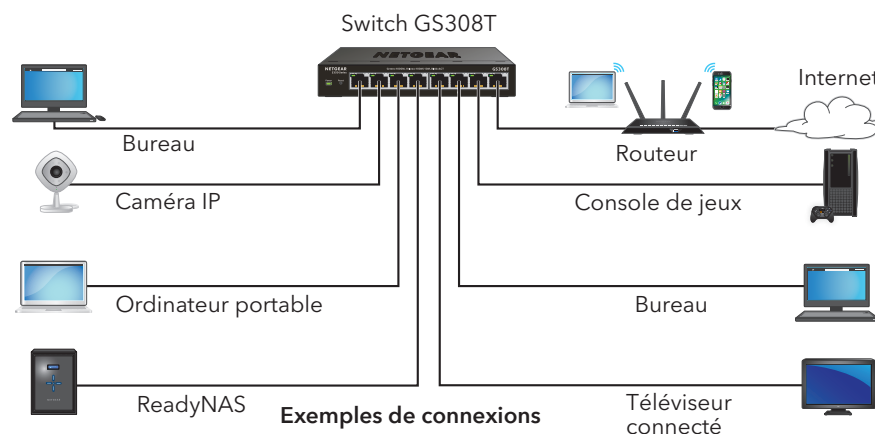 Switch GS308T
NETGEAR
NETGEAR
GS308T
Internet
Bureau
Routeur
Caméra IP
Console de jeux
Ordinateur portable
Bureau
ReadyNAS
Exemples de connexions
Téléviseur
connecté